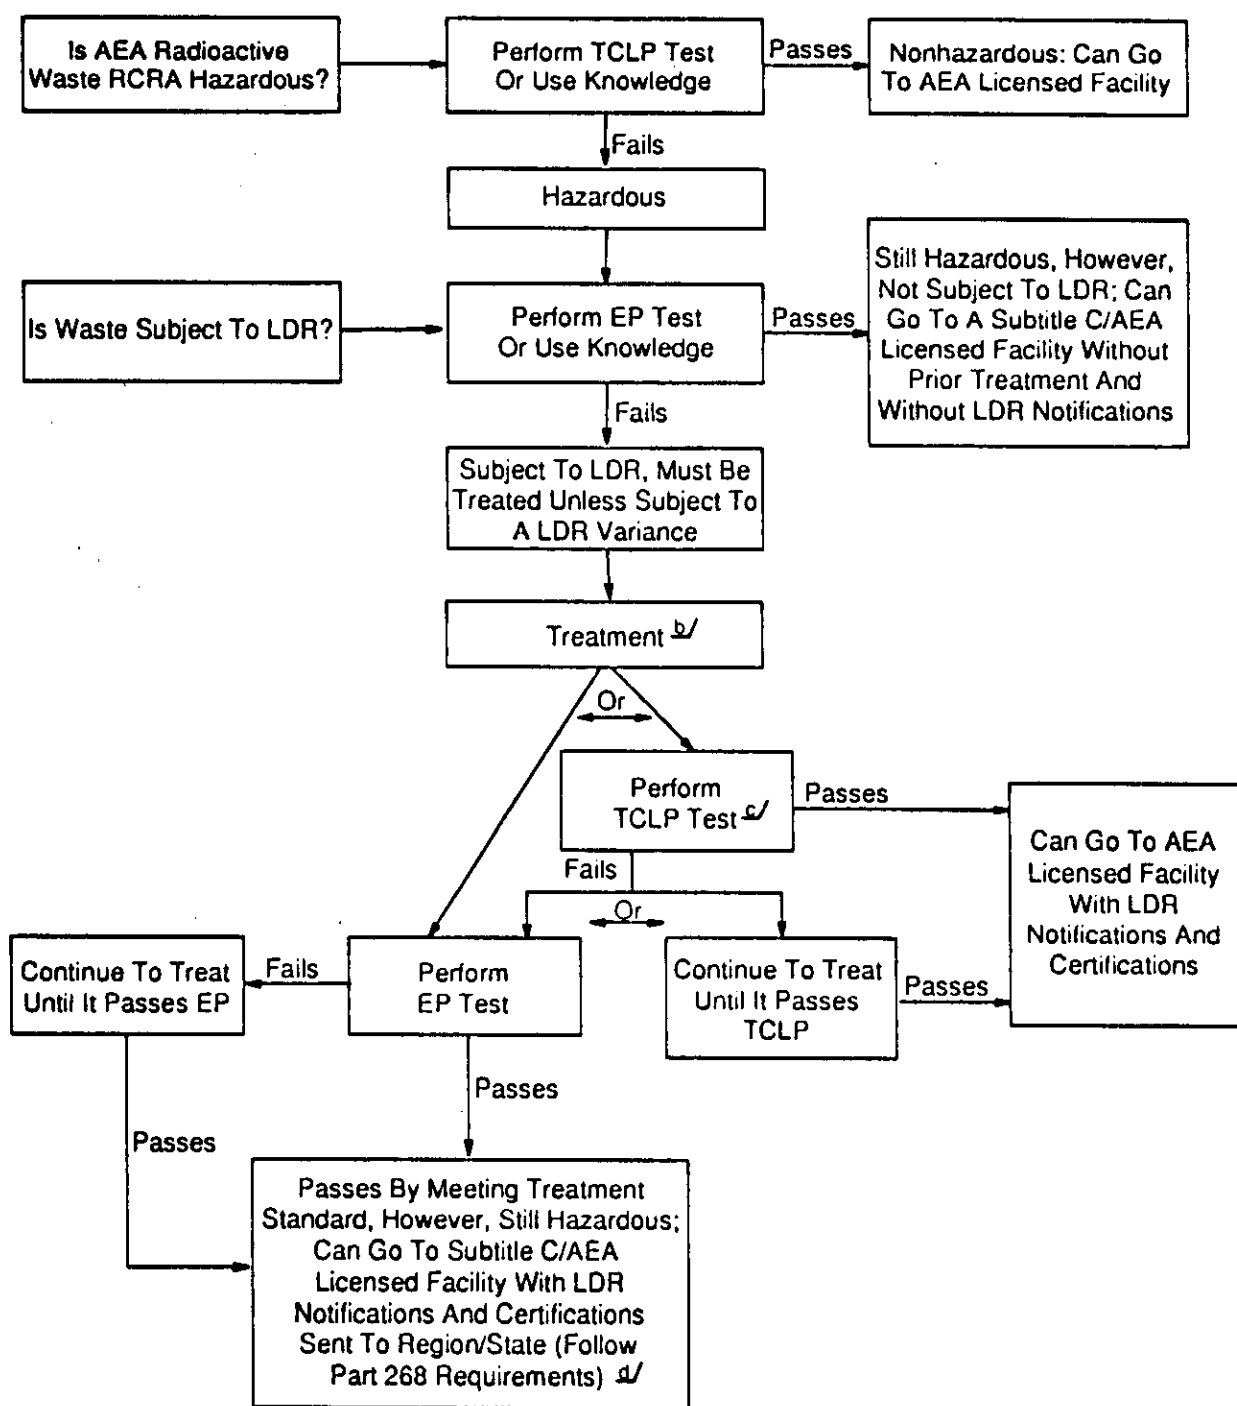 Is AEA Radioactive
Waste RCRA Hazardous?
Perform TCLP Test
Or Use Knowledge
Passes
Nonhazardous: Can Go
To AEA Licensed Facility
Fails
Hazardous
Is Waste Subject To LDR?
Perform EP Test
Or Use Knowledge
Passes
Still Hazardous, However,
Not Subject To LDR; Can
Go To A Subtitle C/AEA
Licensed Facility Without
Prior Treatment And
Without LDR Notifications
Fails
Subject To LDR, Must Be
Treated Unless Subject To
A LDR Variance
Treatment b/
Or
Perform
TCLP Test c/
Passes
Can Go To AEA
Licensed Facility
With LDR
Notifications And
Certifications
Fails
Or
Continue To Treat
Until It Passes EP
Fails
Perform
EP Test
Continue To Treat
Until It Passes
TCLP
Passes
Passes
Passes
Passes By Meeting Treatment
Standard, However, Still Hazardous;
Can Go To Subtitle C/AEA
Licensed Facility With LDR
Notifications And Certifications
Sent To Region/State (Follow
Part 268 Requirements) d/